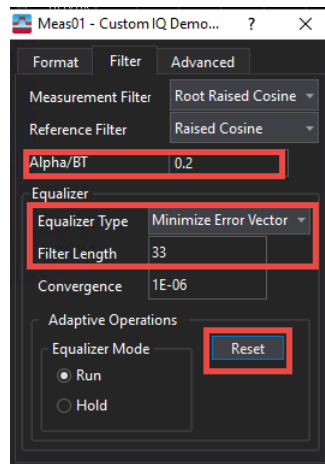 Meas01 - Custom IQ Demo... ? ×
Format Filter Advanced
Measurement Filter Root Raised Cosine
Reference Filter Raised Cosine
Alpha/BT 0.2
Equalizer
Equalizer Type Minimize Error Vector
Filter Length 33
Convergence 1E-06
Adaptive Operations
Equalizer Mode Reset
Run
Hold